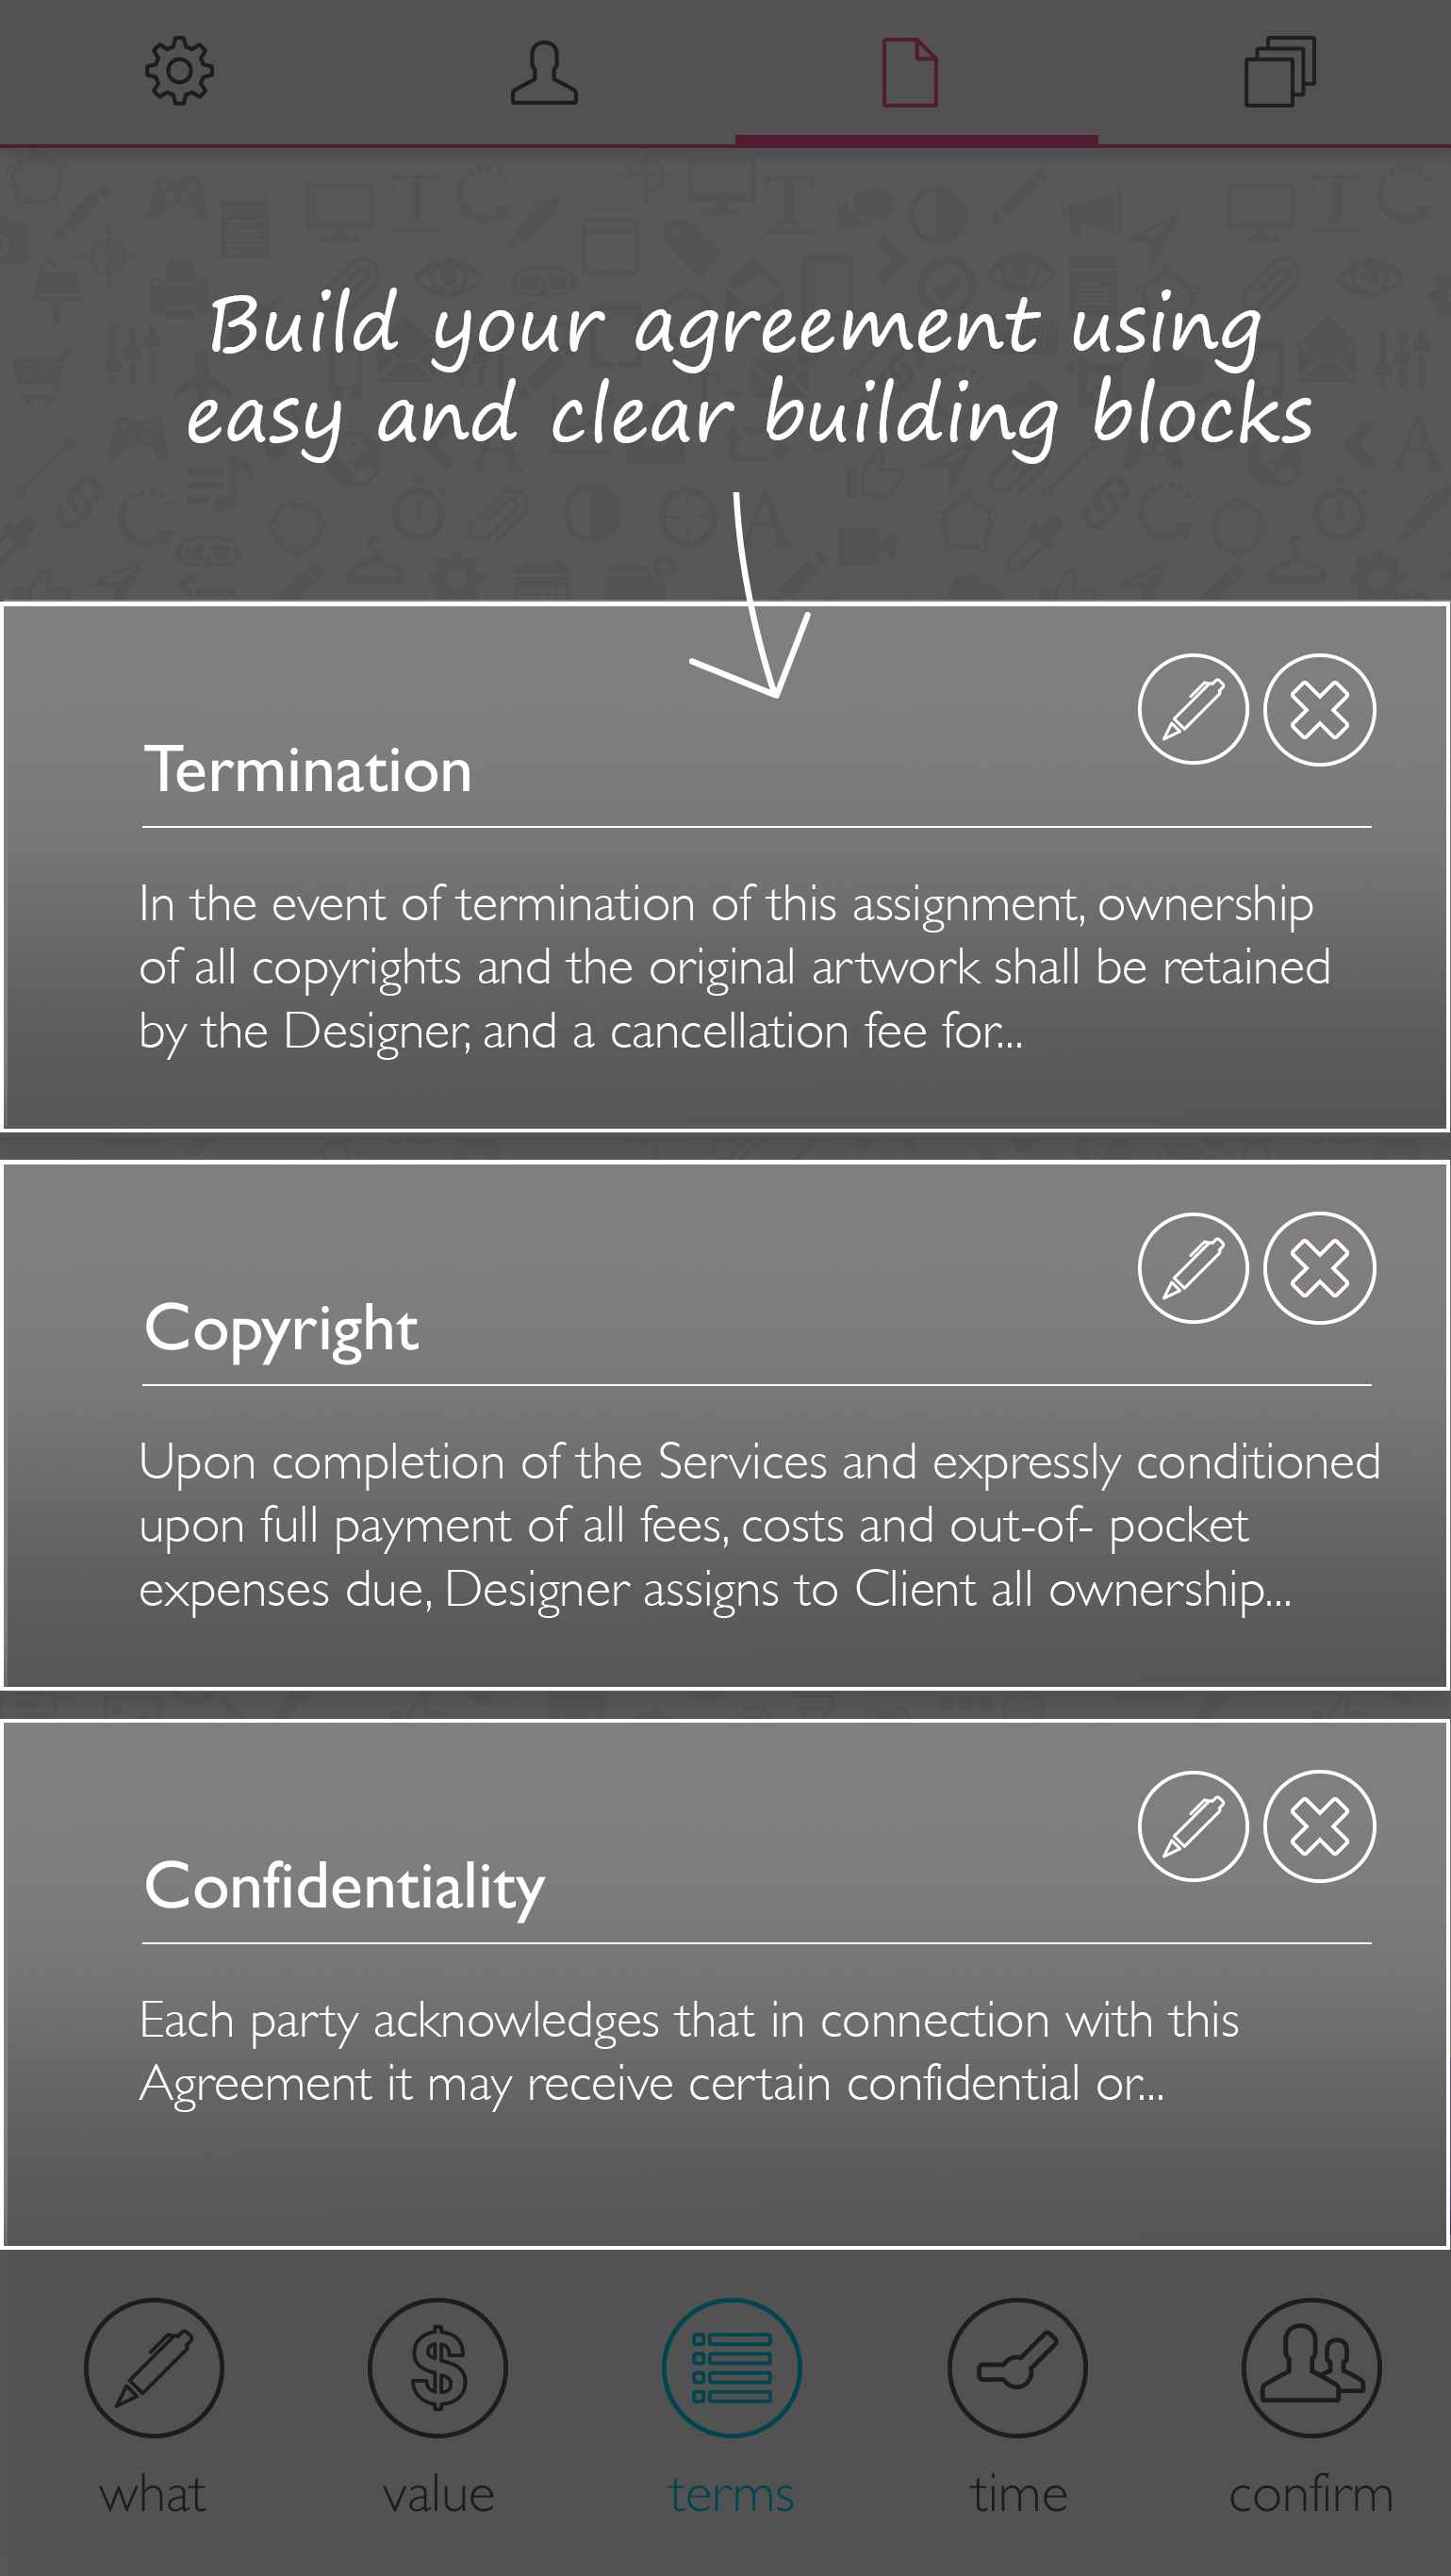 Build your agreement using
easy and clear building blocks
Termination
In the event of termination of this assignment, ownership
of all copyrights and the original artwork shall be retained
by the Designer, and a cancellation fee for...
Copyright
Upon completion of the Services and expressly conditioned
upon full payment of all fees, costs and out-of- pocket
expenses due, Designer assigns to Client all ownership...
Confidentiality
Each party acknowledges that in connection with this
Agreement it may receive certain confidential or...
what value terms time confirm